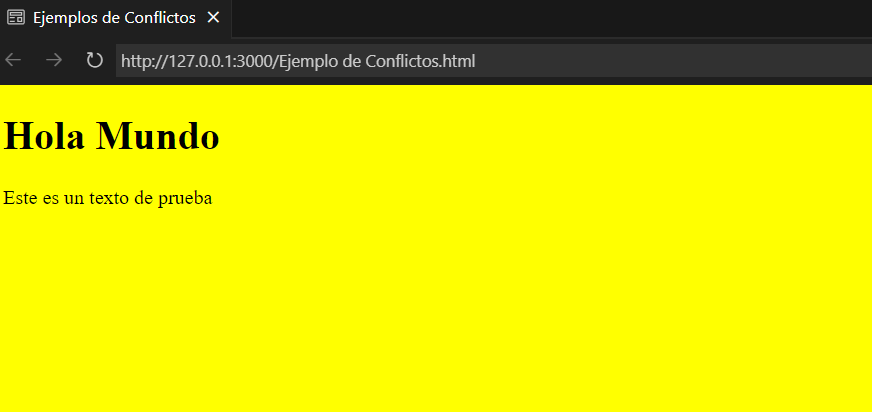 Ejemplos de Conflictos
http://127.0.0.1:3000/Ejemplo de Conflictos.html
Hola Mundo
Este es un texto de prueba